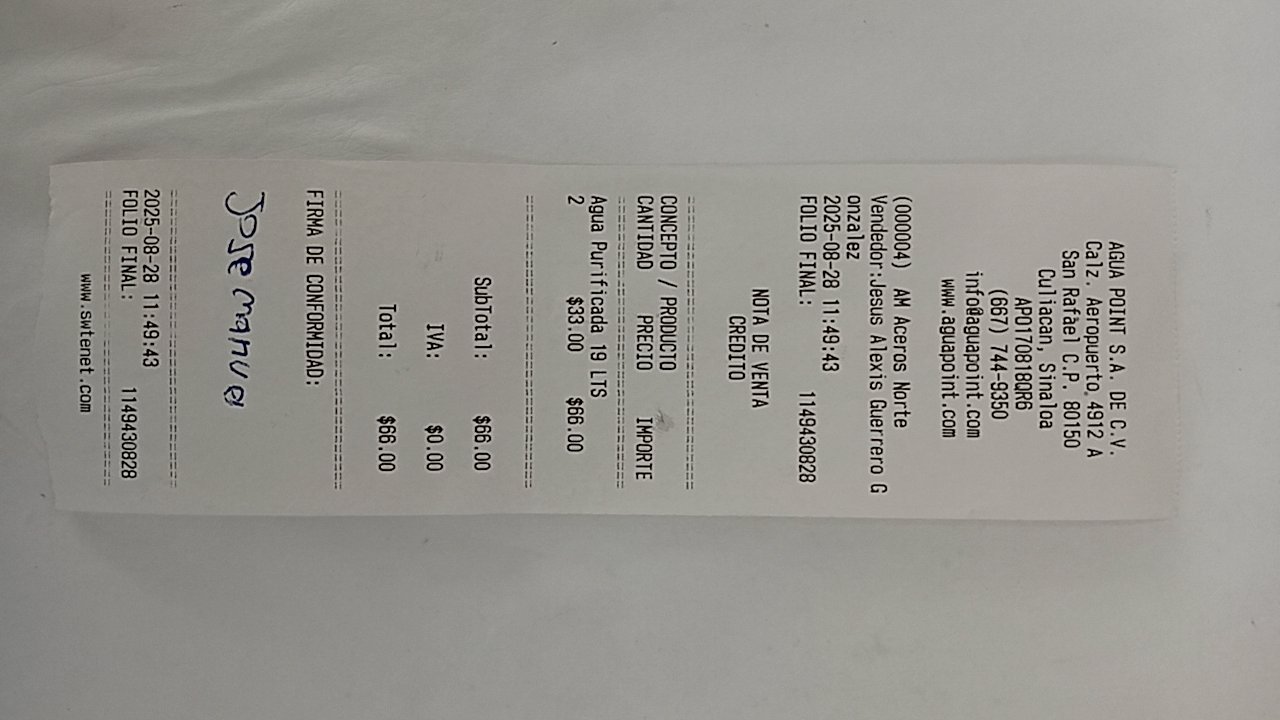 AGUA POINT S.A. DE C.V.
Calz. Aeropuerto 4912 A
San Rafael C.P. 80150
Culiacan, Sinaloa
APO170818QR6
(667) 744-9350
info@aguapoint.com
www.aguapoint.com
(000004) AM Aceros Norte
Vendedor:Jesus Alexis Guerrero G
onzalez
2025-08-28 11:49:43
FOLIO FINAL: 1149430828
NOTA DE VENTA
CREDITO
CONCEPTO / PRODUCTO
CANTIDAD PRECIO IMPORTE
Agua Purificada 19 LTS
2 $33.00 $66.00
SubTotal: $66.00
IVA: $0.00
Total: $66.00
FIRMA DE CONFORMIDAD:
Jose manuel
2025-08-28 11:49:43
FOLIO FINAL: 1149430828
www.swtenet.com